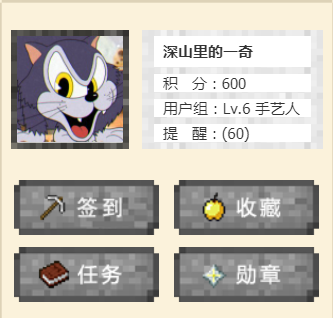 深山里的一奇
积 分：600
用户组：Lv.6 手艺人
提 醒：(60)
签到
收藏
任务
勋章